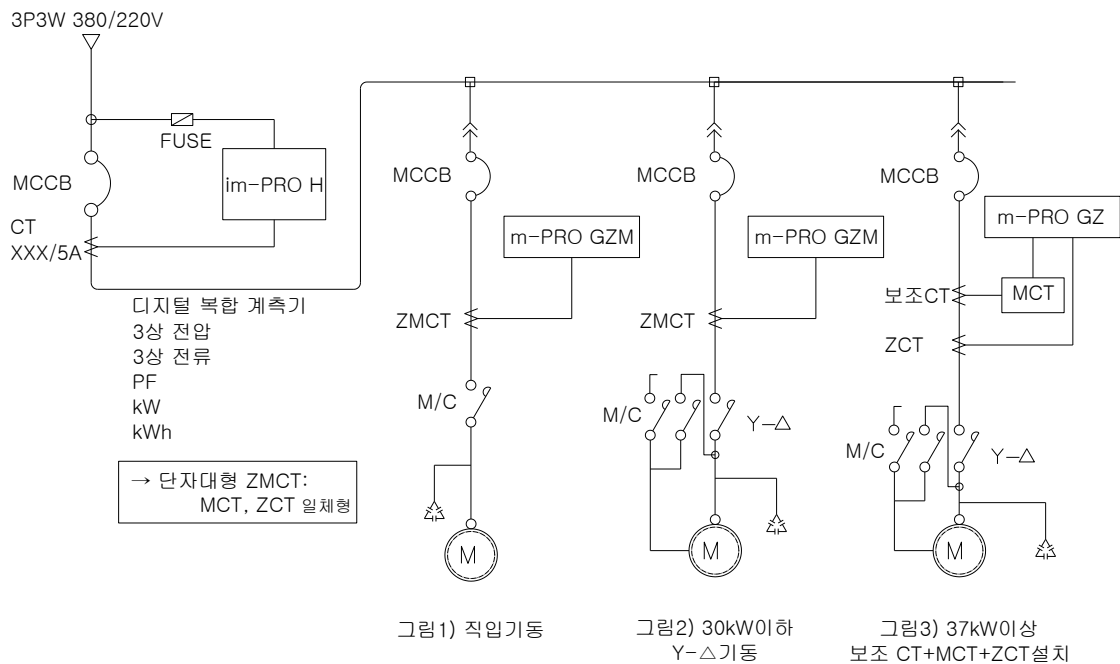 3P3W 380/220V
FUSE
im-PRO H
MCCB
CT
XXX/5A
디지털 복합 계측기
3상 전압
3상 전류
PF
kW
kWh
→ 단자대형 ZMCT:
MCT, ZCT 일체형
MCCB
m-PRO GZM
ZMCT
M/C
M
그림1) 직입기동
MCCB
m-PRO GZM
ZMCT
M/C
Y-△
M
그림2) 30kW이하
Y-△기동
MCCB
m-PRO GZ
보조CT
MCT
ZCT
M/C
Y-△
M
그림3) 37kW이상
보조 CT+MCT+ZCT설치